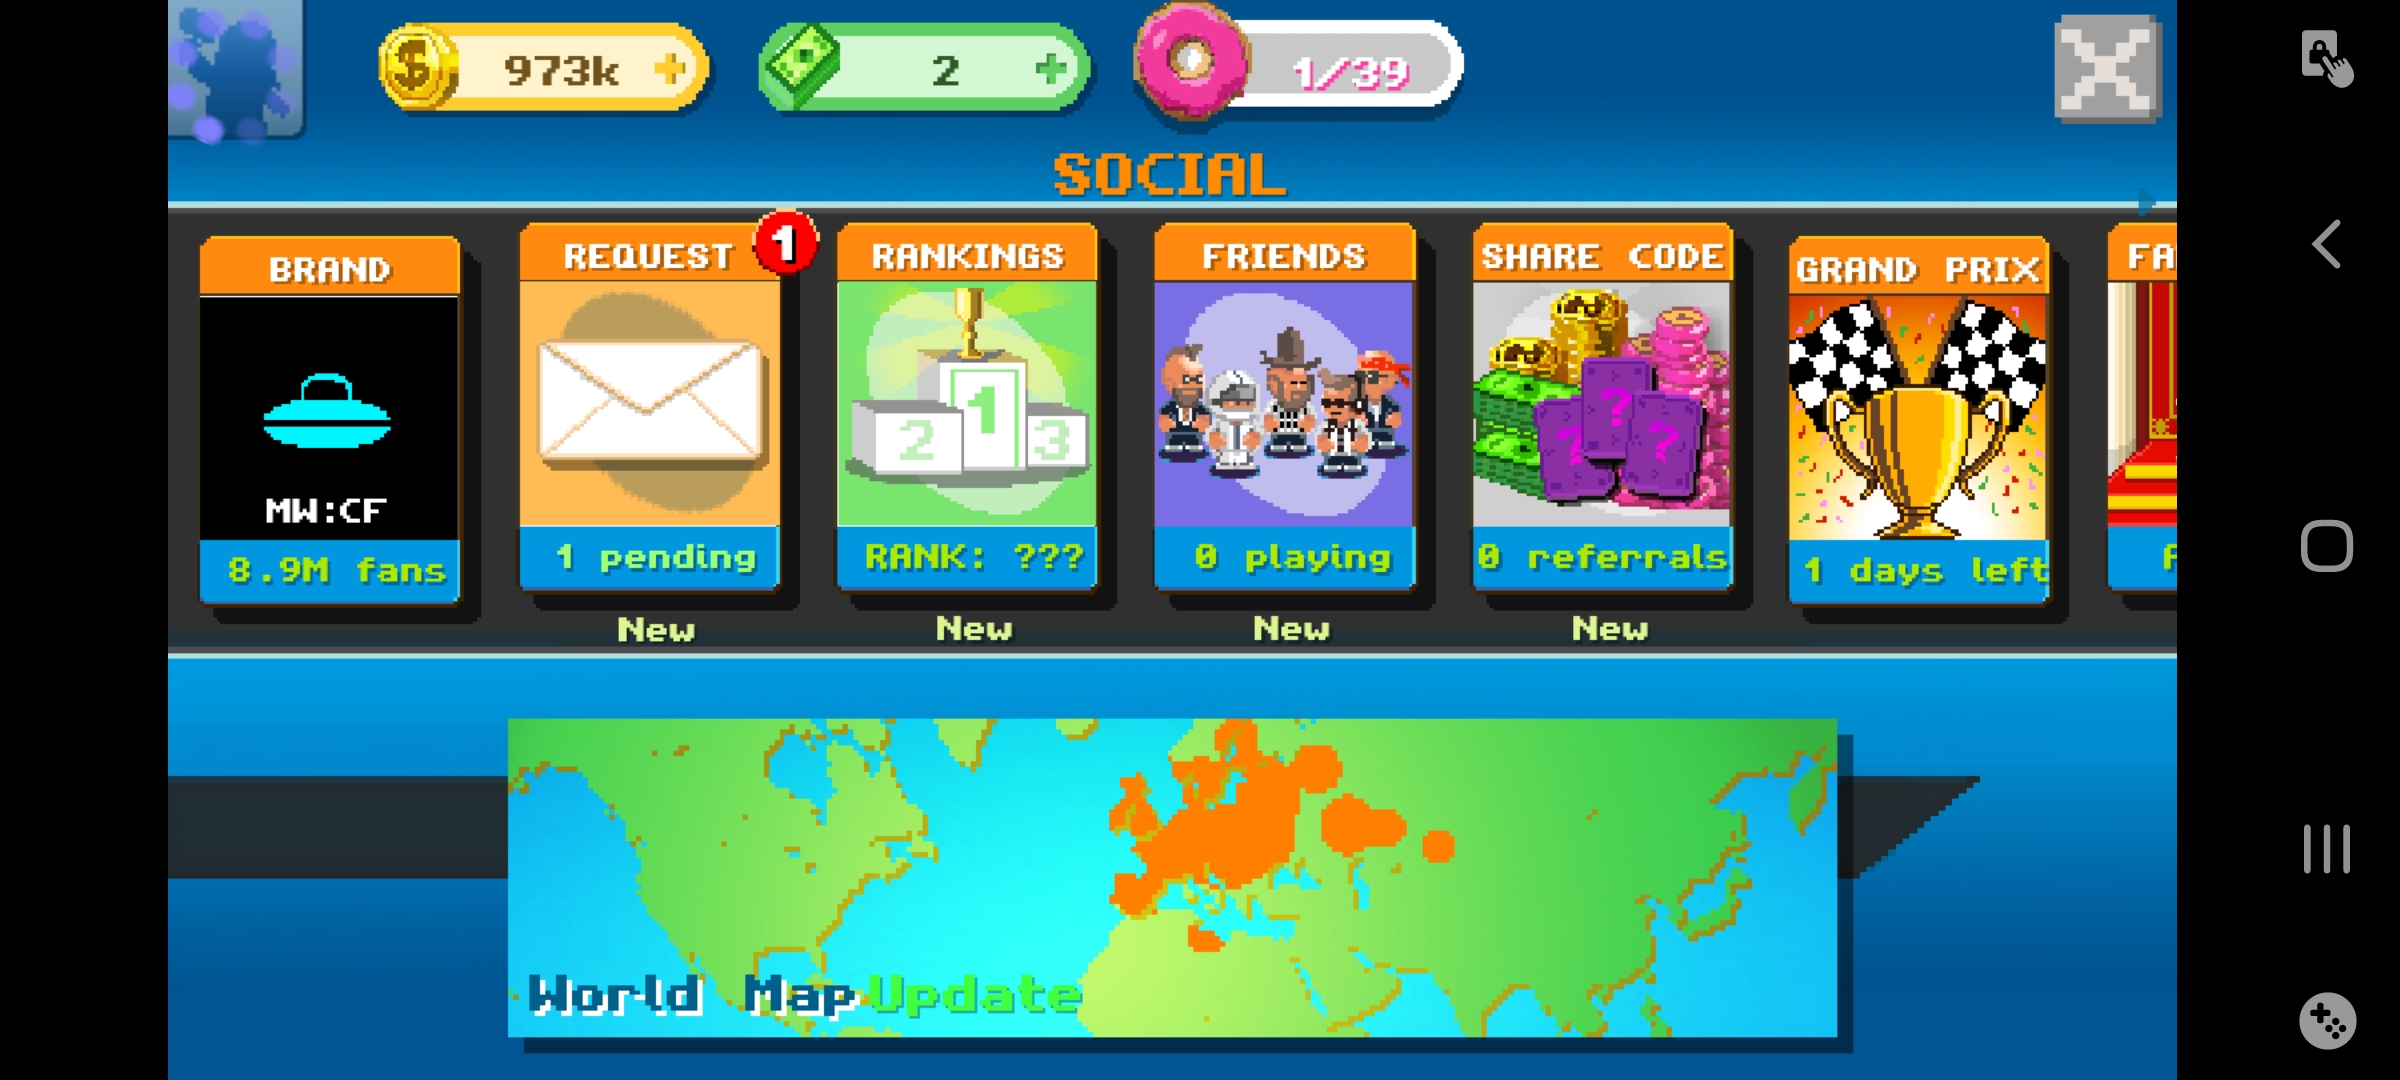 973k
2
1/39
SOCIAL
BRAND
MW:CF
8.9M fans
REQUEST
1
1 pending
New
RANKINGS
1
2
3
RANK: ???
New
FRIENDS
0 playing
New
SHARE CODE
? ? ?
0 referrals
New
GRAND PRIX
1 days left
FA
World Map Update